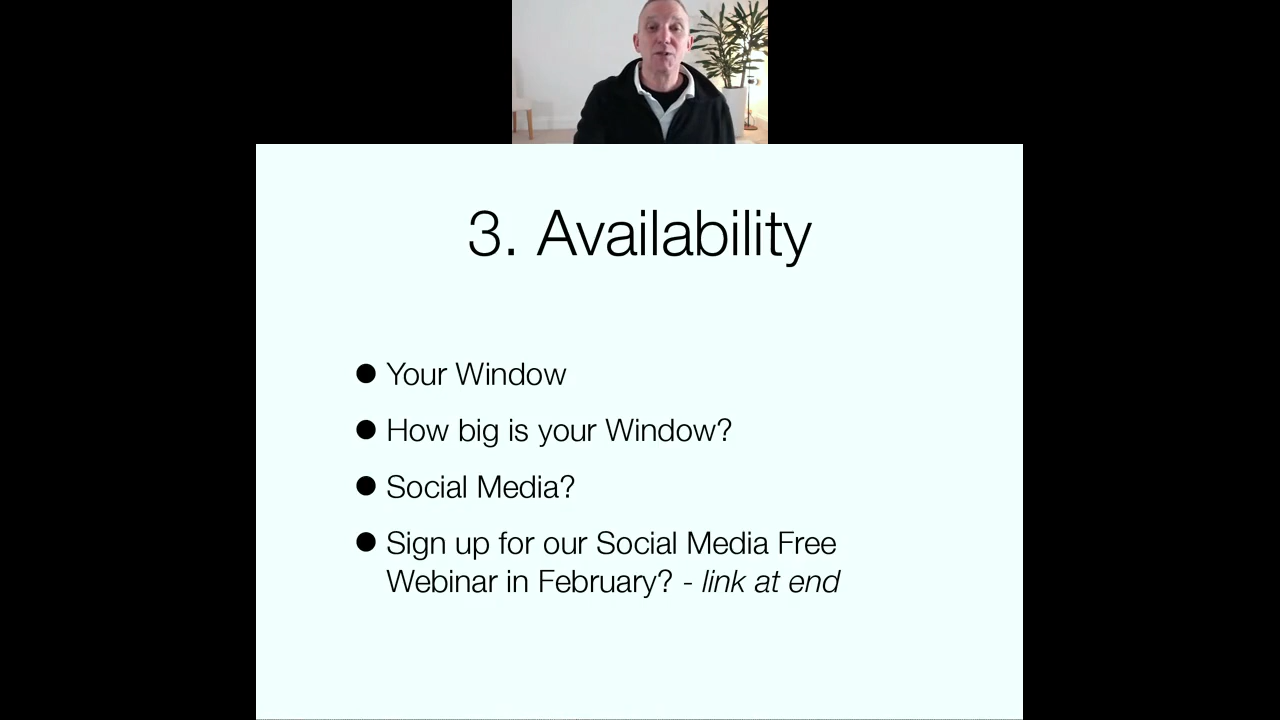 3. Availability
● Your Window
● How big is your Window?
● Social Media?
● Sign up for our Social Media Free
Webinar in February? - link at end